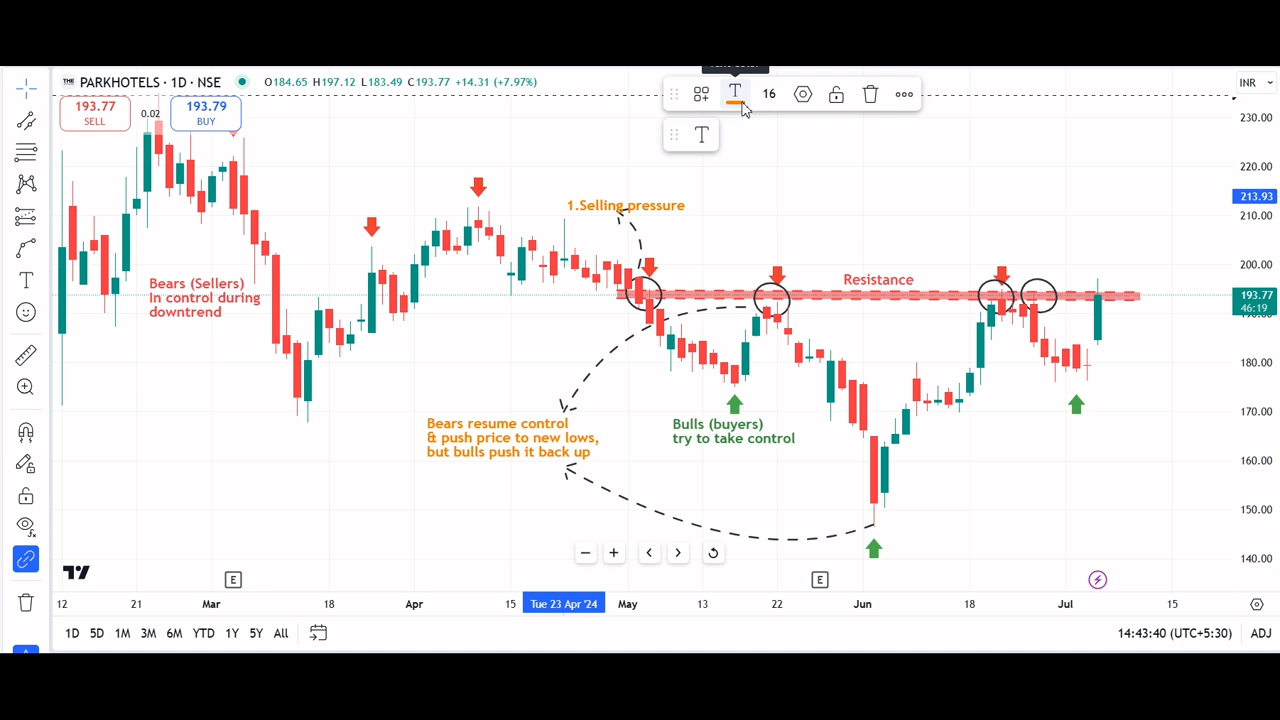 PARKHOTELS · 1D · NSE
O184.65 H197.12 L183.49 C193.77 +14.31 (+7.97%)
193.77
SELL
0.02
193.79
BUY
16
INR
230.00
220.00
213.93
210.00
200.00
193.77
46:19
180.00
170.00
160.00
150.00
140.00
1.Selling pressure
Bears (Sellers)
In control during
downtrend
Resistance
Bears resume control
& push price to new lows,
but bulls push it back up
Bulls (buyers)
try to take control
E
E
12 21 Mar 18 Apr 15 Tue 23 Apr '24 May 13 22 Jun 18 Jul 15
1D 5D 1M 3M 6M YTD 1Y 5Y All
14:43:40 (UTC+5:30) ADJ